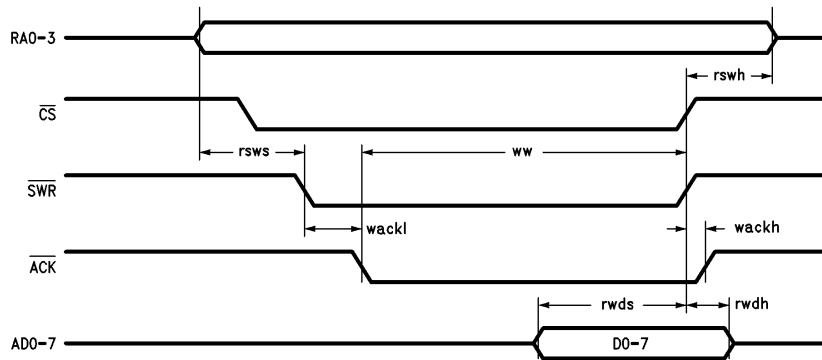 RA0-3
rswh
CS
rsws
ww
SWR
wackl
wackh
ACK
rwds
rwdh
AD0-7
D0-7